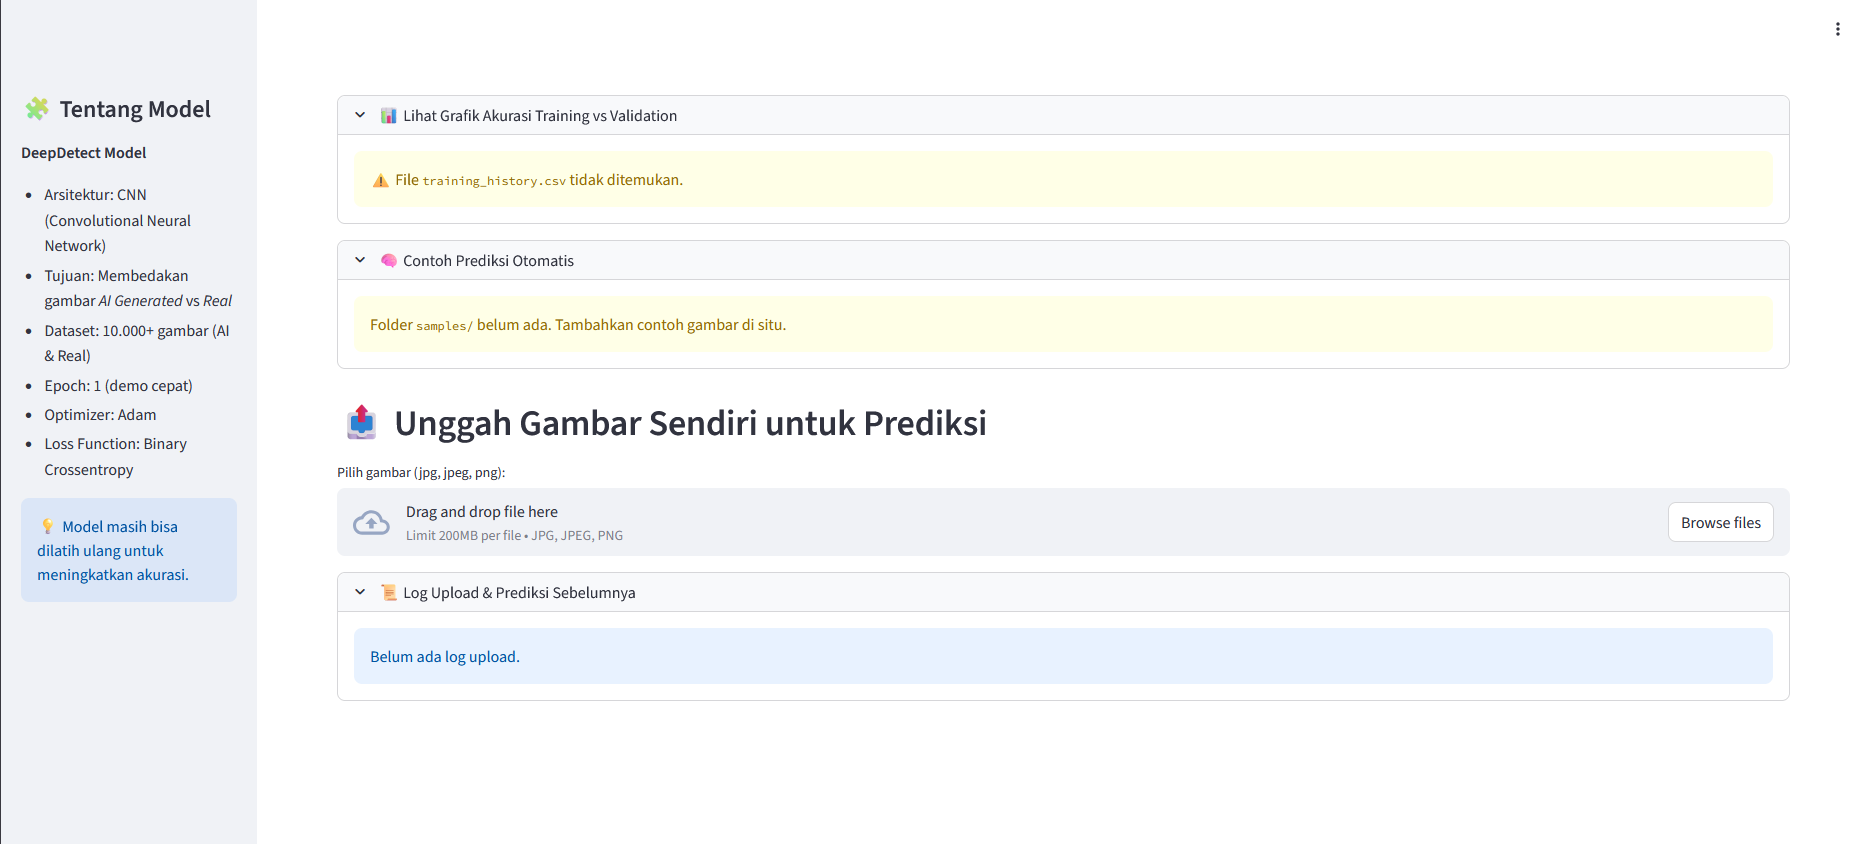 Tentang Model
DeepDetect Model
Arsitektur: CNN
(Convolutional Neural
Network)
Tujuan: Membedakan
gambar AI Generated vs Real
Dataset: 10.000+ gambar (AI
& Real)
Epoch: 1 (demo cepat)
Optimizer: Adam
Loss Function: Binary
Crossentropy
Model masih bisa
dilatih ulang untuk
meningkatkan akurasi.
Lihat Grafik Akurasi Training vs Validation
File training_history.csv tidak ditemukan.
Contoh Prediksi Otomatis
Folder samples/ belum ada. Tambahkan contoh gambar di situ.
Unggah Gambar Sendiri untuk Prediksi
Pilih gambar (jpg, jpeg, png):
Drag and drop file here
Limit 200MB per file • JPG, JPEG, PNG
Browse files
Log Upload & Prediksi Sebelumnya
Belum ada log upload.